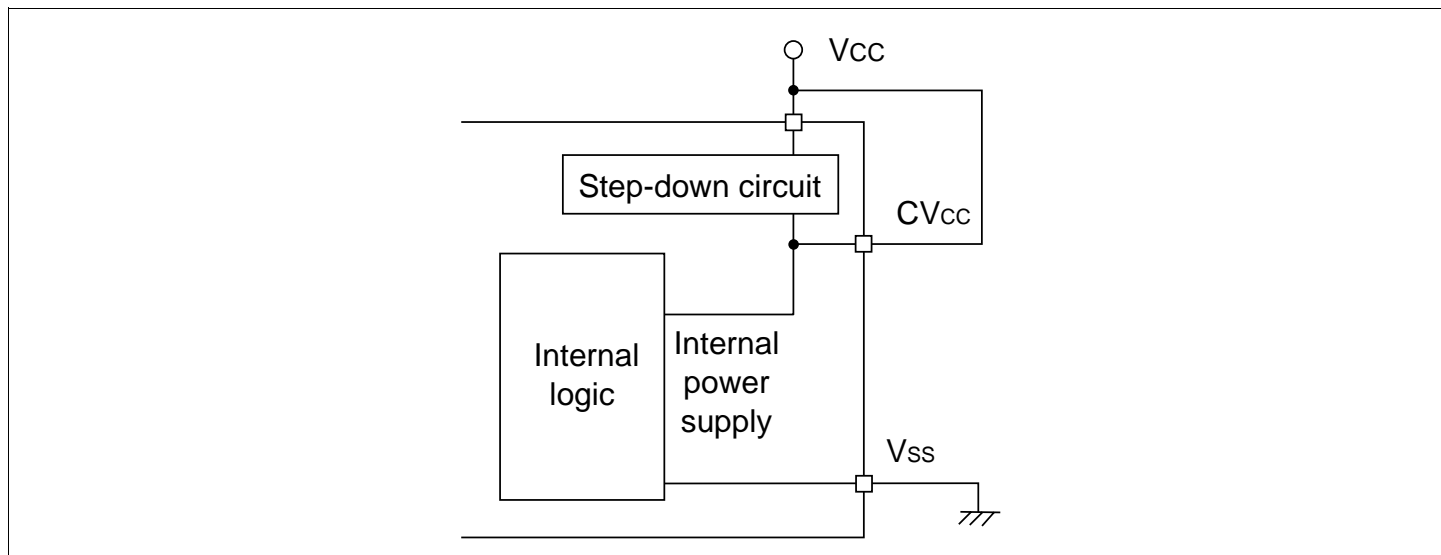 Vcc
Step-down circuit
CVcc
Internal
logic
Internal
power
supply
Vss